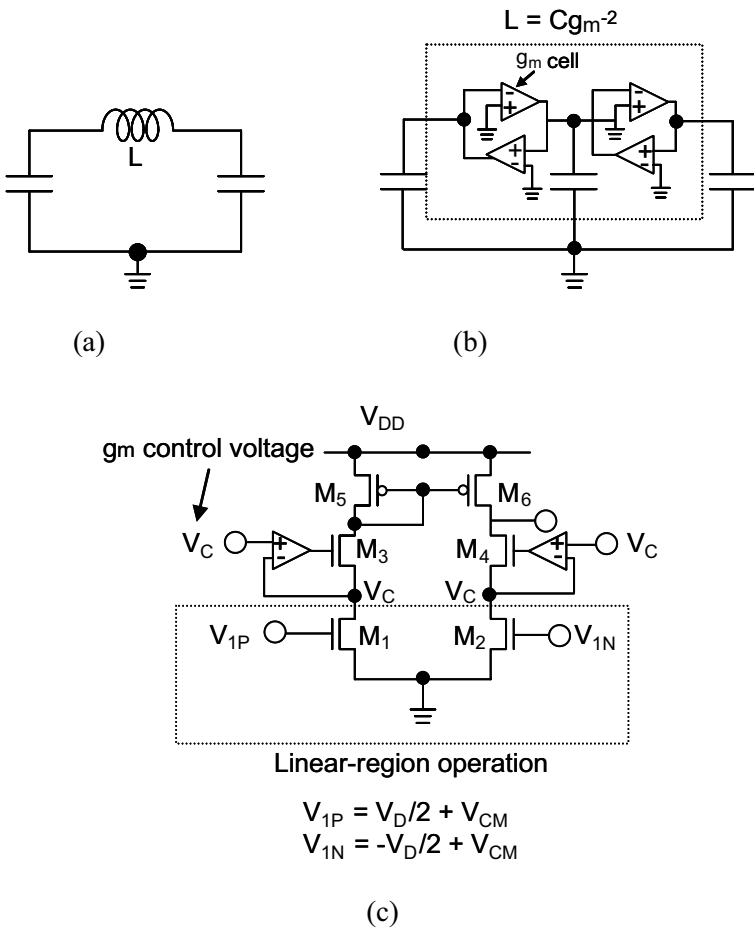 L = Cgm⁻²
gm cell
L
(a)
(b)
VDD
gm control voltage
M5
M6
VC
M3
M4
VC
VC
VC
V1P
M1
M2
V1N
Linear-region operation
V1P = VD/2 + VCM
V1N = -VD/2 + VCM
(c)